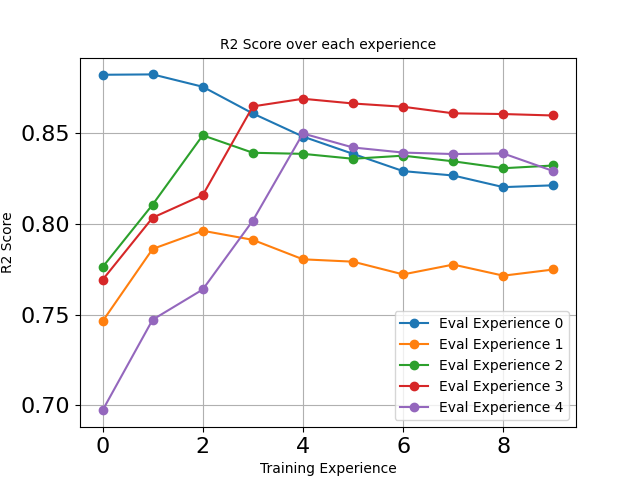 R2 Score over each experience
R2 Score
0.85
0.80
0.75
0.70
0
2
4
6
8
Training Experience
Eval Experience 0
Eval Experience 1
Eval Experience 2
Eval Experience 3
Eval Experience 4